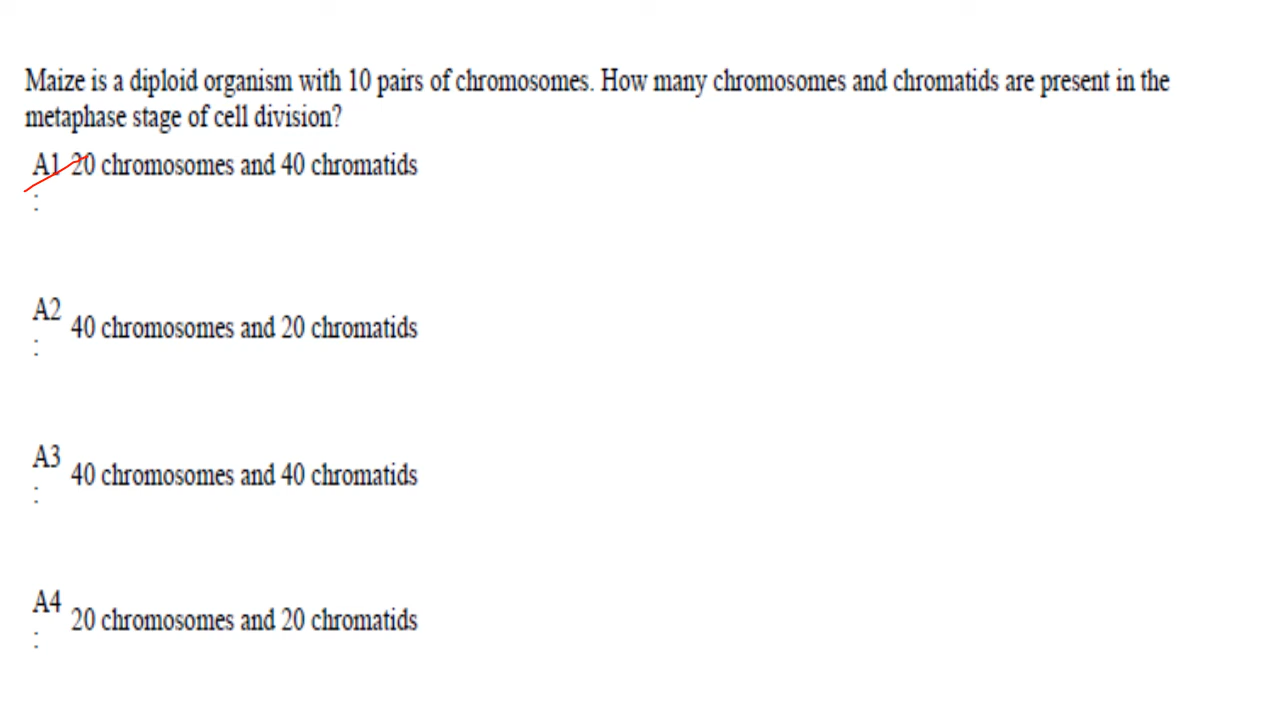 Maize is a diploid organism with 10 pairs of chromosomes. How many chromosomes and chromatids are present in the
metaphase stage of cell division?
A1 20 chromosomes and 40 chromatids
:
A2
40 chromosomes and 20 chromatids
:
A3
40 chromosomes and 40 chromatids
:
A4
20 chromosomes and 20 chromatids
: